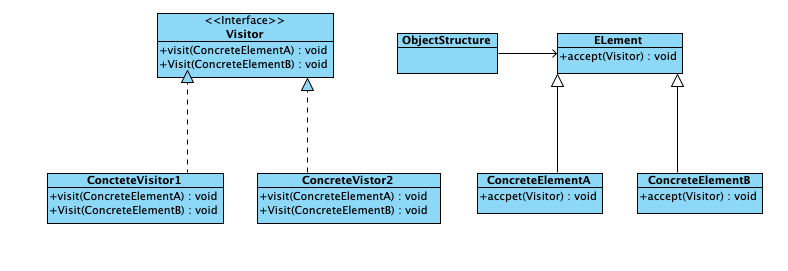 <<Interface>>
Visitor
+visit(ConcreteElementA) : void
+Visit(ConcreteElementB) : void
ObjectStructure
ELement
+accept(Visitor) : void
ConcteteVisitor1
+visit(ConcreteElementA) : void
+Visit(ConcreteElementB) : void
ConcreteVistor2
+visit(ConcreteElementA) : void
+Visit(ConcreteElementB) : void
ConcreteElementA
+accpet(Visitor) : void
ConcreteElementB
+accept(Visitor) : void